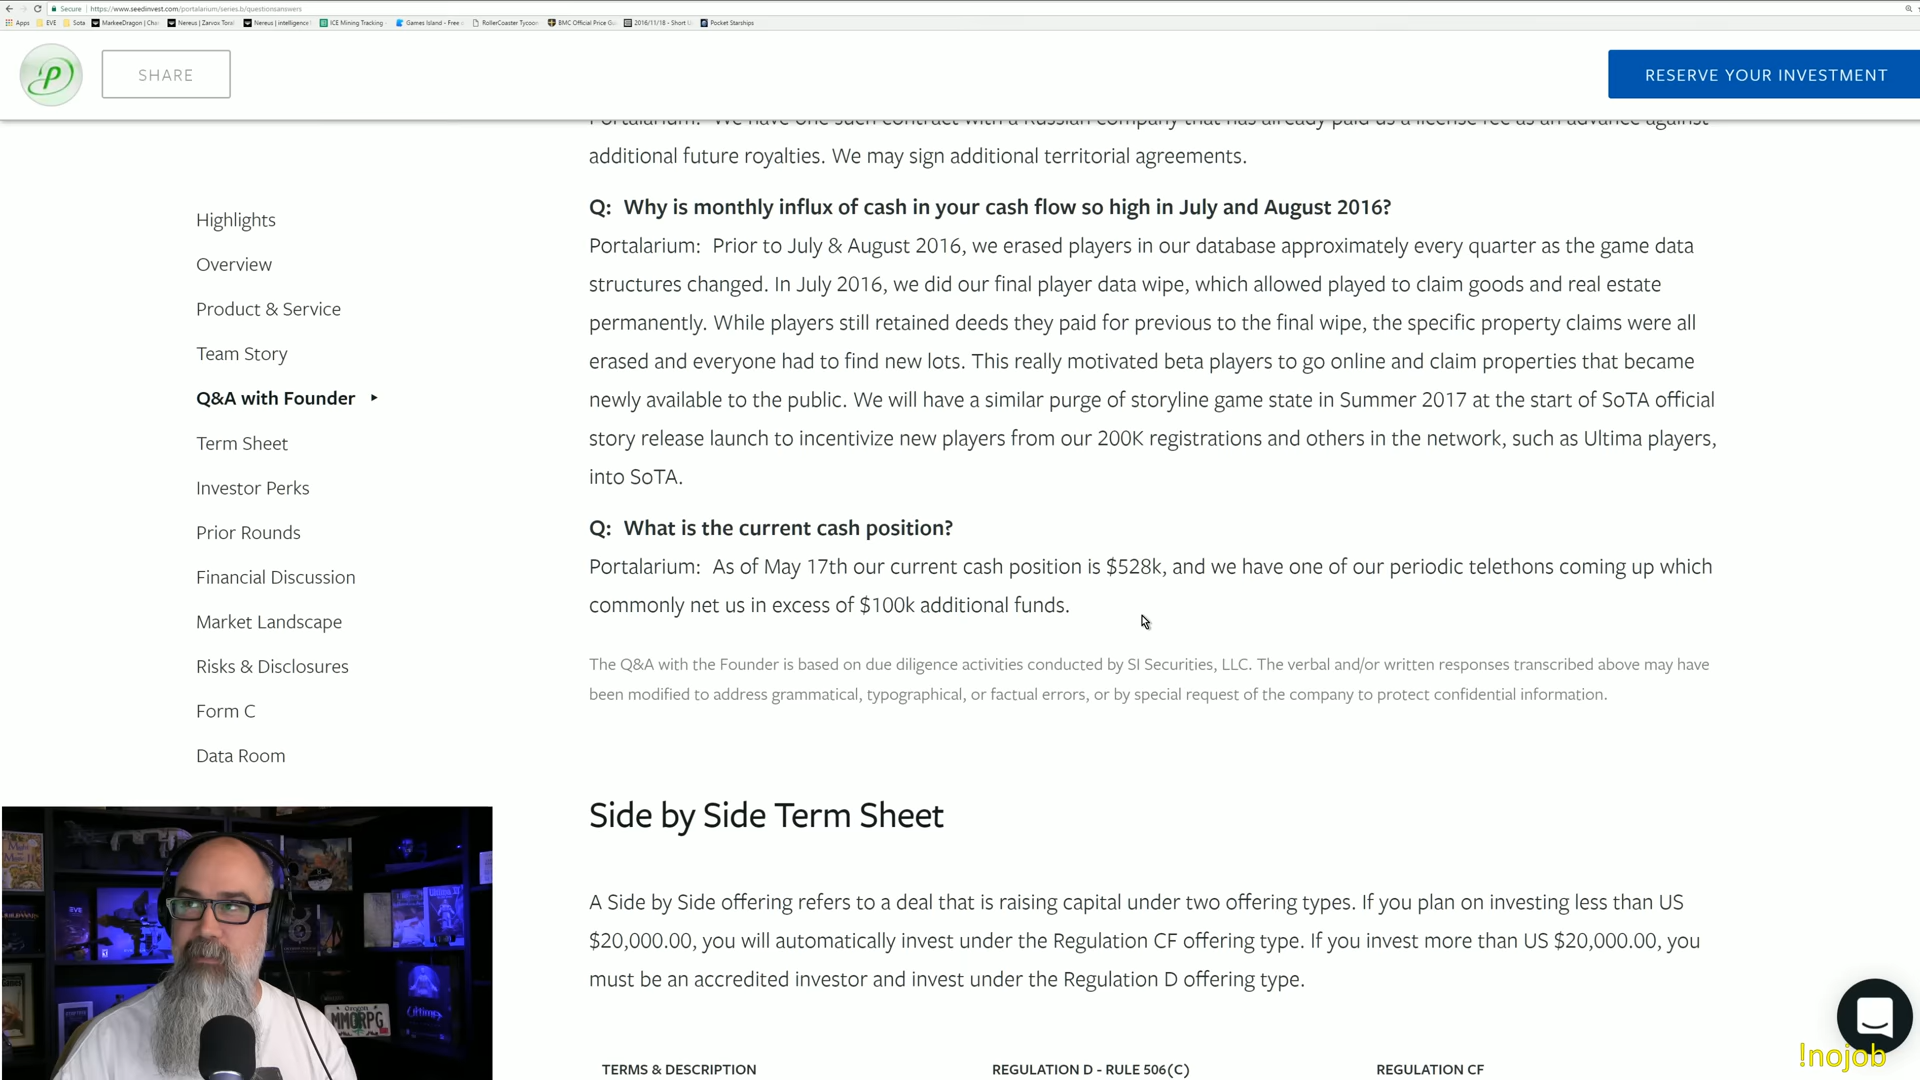 Secure
https://www.seedinvest.com/portalarium/series.b/questionsanswers
Apps
EVE
Sota
MarkeeDragon | Cha
Nereus | Zarvox Toral
Nereus | intelligence
ICE Mining Tracking
Games Island - Free
RollerCoaster Tycoon
BMC Official Price Gu
2016/11/18 - Short Li
Pocket Starships
P
SHARE
RESERVE YOUR INVESTMENT
Portalarium: We have one such contract with a Russian company that has already paid us a license fee as an advance against
additional future royalties. We may sign additional territorial agreements.
Q: Why is monthly influx of cash in your cash flow so high in July and August 2016?
Portalarium: Prior to July & August 2016, we erased players in our database approximately every quarter as the game data
structures changed. In July 2016, we did our final player data wipe, which allowed played to claim goods and real estate
permanently. While players still retained deeds they paid for previous to the final wipe, the specific property claims were all
erased and everyone had to find new lots. This really motivated beta players to go online and claim properties that became
newly available to the public. We will have a similar purge of storyline game state in Summer 2017 at the start of SoTA official
story release launch to incentivize new players from our 200K registrations and others in the network, such as Ultima players,
into SoTA.
Q: What is the current cash position?
Portalarium: As of May 17th our current cash position is $528k, and we have one of our periodic telethons coming up which
commonly net us in excess of $100k additional funds.
The Q&A with the Founder is based on due diligence activities conducted by SI Securities, LLC. The verbal and/or written responses transcribed above may have
been modified to address grammatical, typographical, or factual errors, or by special request of the company to protect confidential information.
Highlights
Overview
Product & Service
Team Story
Q&A with Founder
Term Sheet
Investor Perks
Prior Rounds
Financial Discussion
Market Landscape
Risks & Disclosures
Form C
Data Room
Side by Side Term Sheet
A Side by Side offering refers to a deal that is raising capital under two offering types. If you plan on investing less than US
$20,000.00, you will automatically invest under the Regulation CF offering type. If you invest more than US $20,000.00, you
must be an accredited investor and invest under the Regulation D offering type.
TERMS & DESCRIPTION
REGULATION D - RULE 506(C)
REGULATION CF
EVE
Ultima
Oregon
MMORPG
!nojob